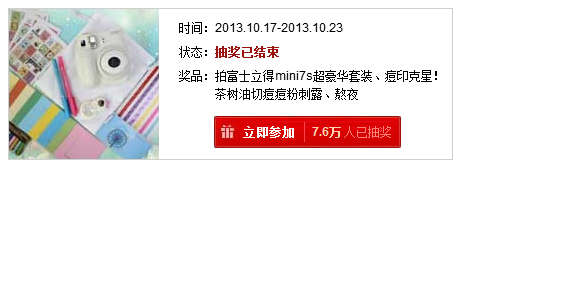 时间：2013.10.17-2013.10.23
状态：抽奖已结束
奖品：拍富士立得mini7s超豪华套装、痘印克星！
茶树油切痘痘粉刺露、熬夜
立即参加 7.6万人已抽奖